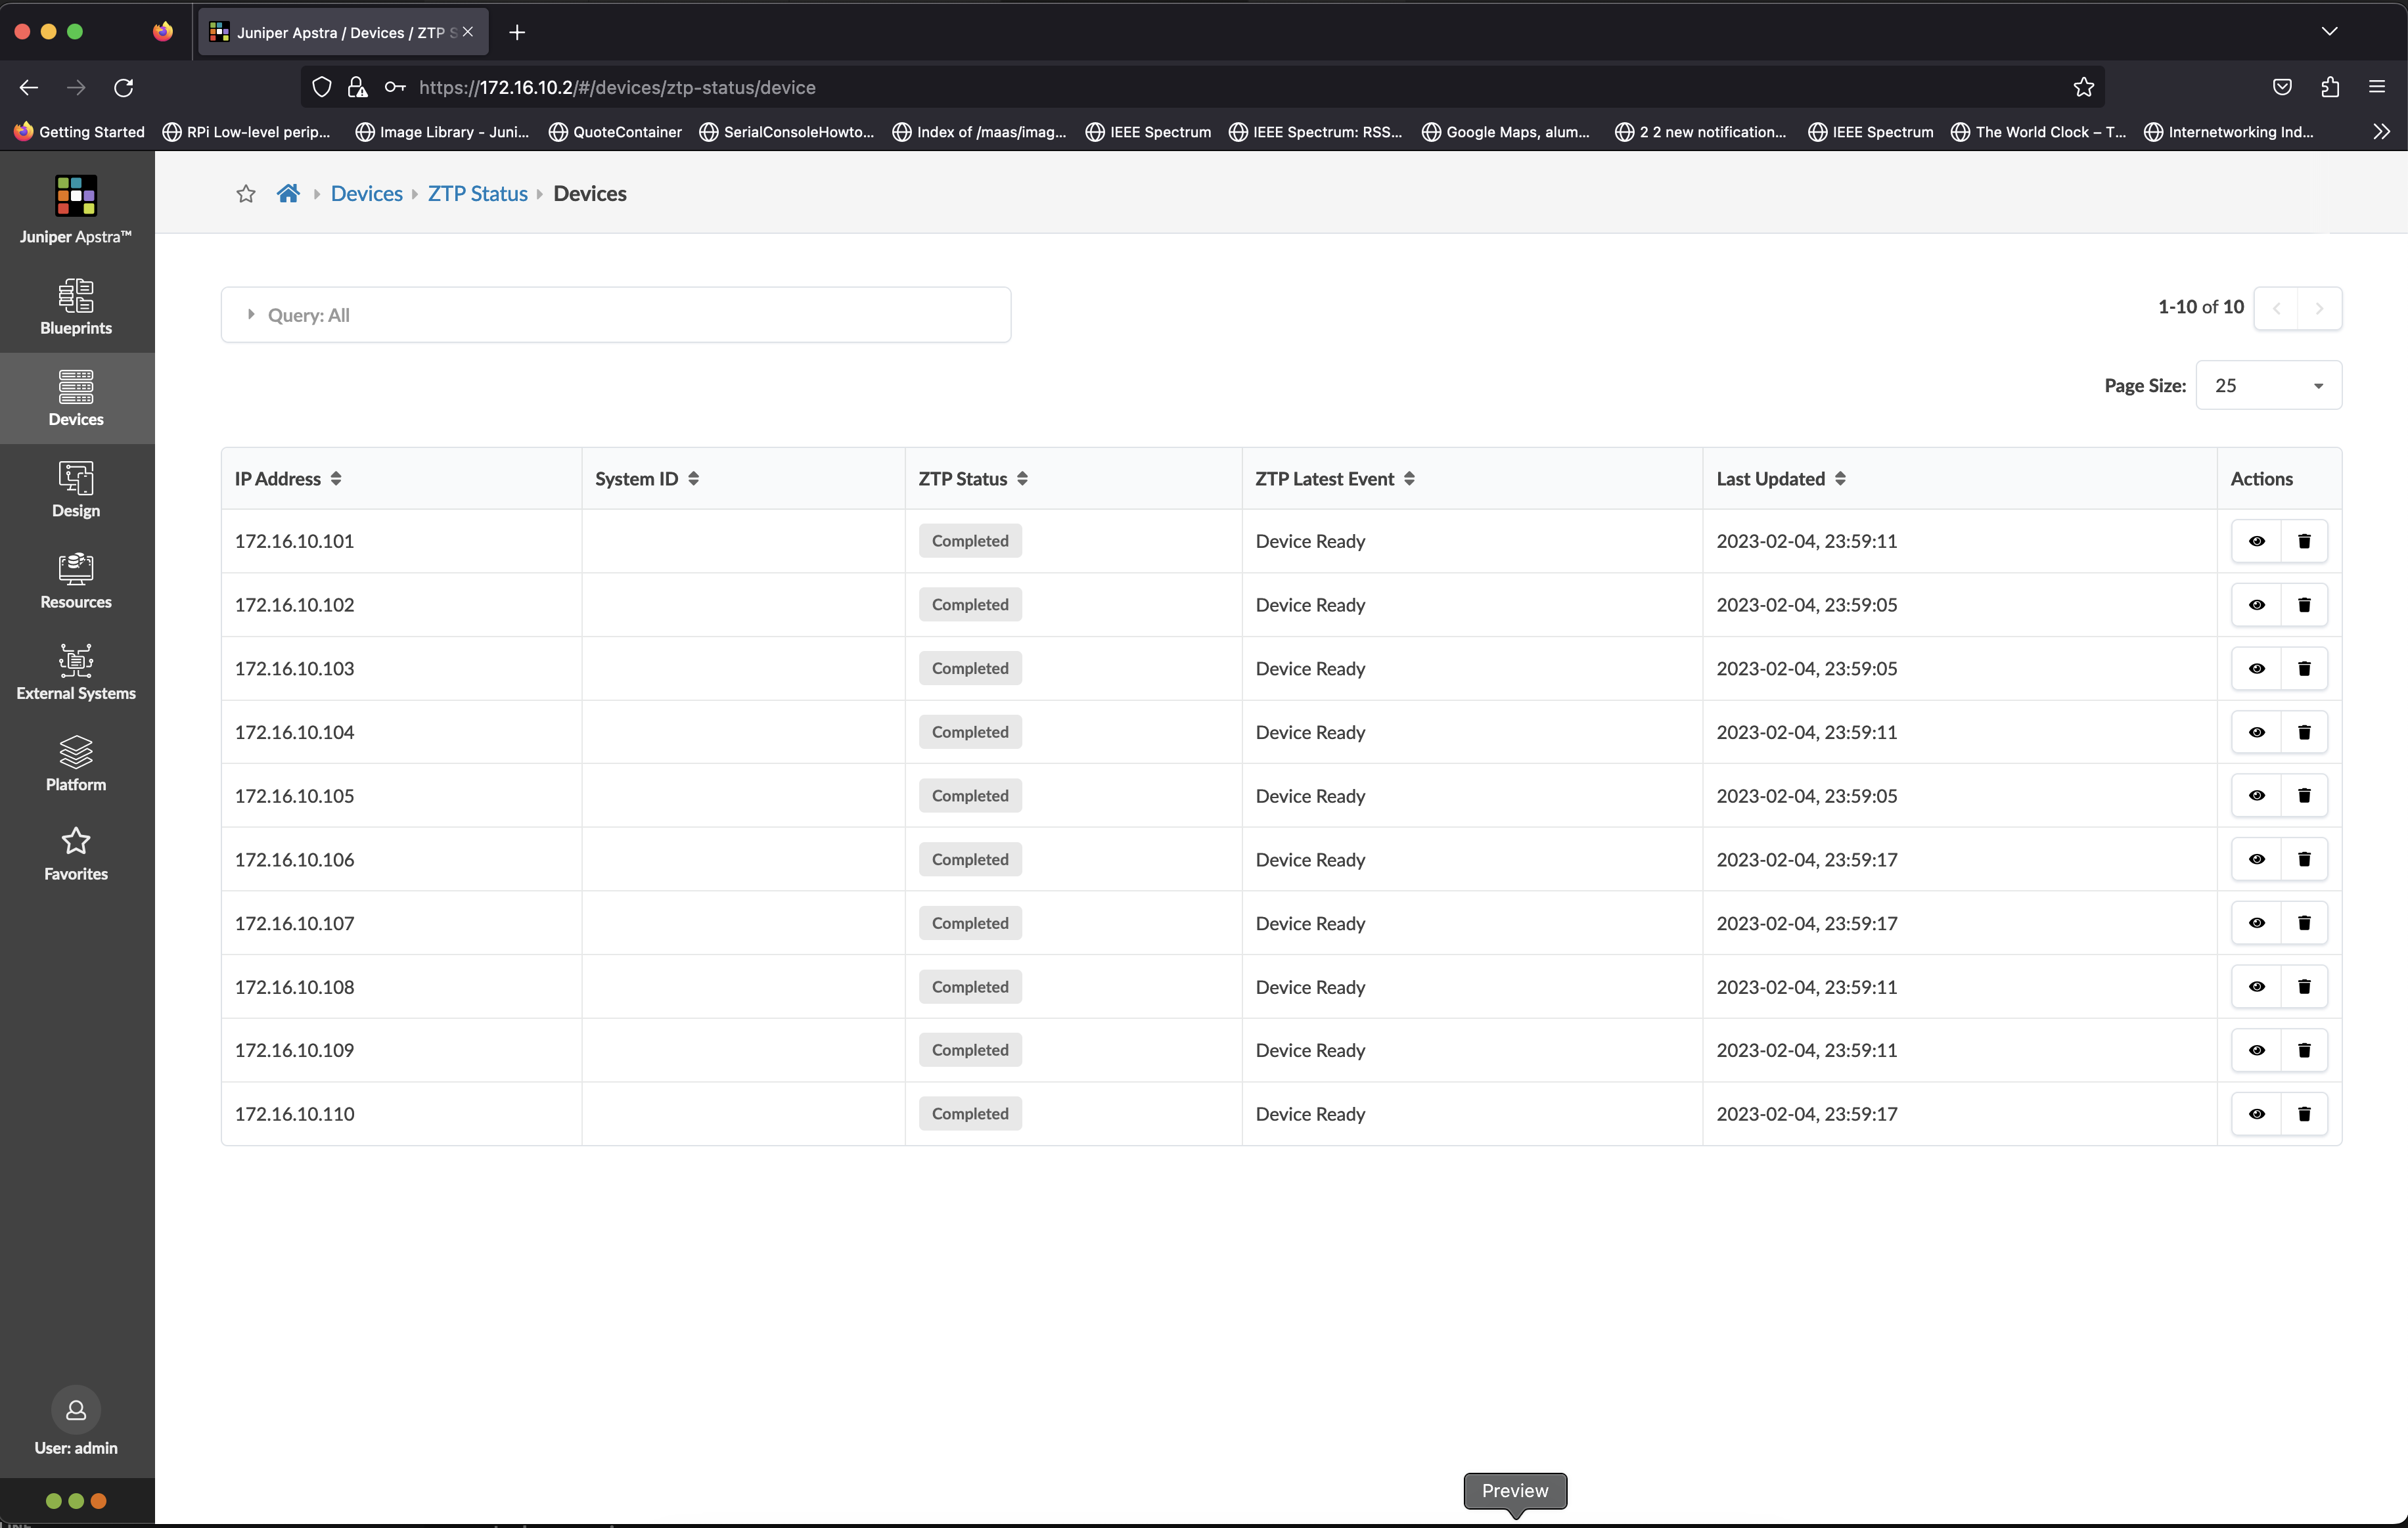 Juniper Apstra / Devices / ZTP S
https://172.16.10.2/#/devices/ztp-status/device
Getting Started RPi Low-level perip... Image Library - Juni... QuoteContainer SerialConsoleHowto... Index of /maas/imag... IEEE Spectrum IEEE Spectrum: RSS... Google Maps, alum... 2 2 new notification... IEEE Spectrum The World Clock – T... Internetworking Ind...
Juniper Apstra™
Blueprints
Devices
Design
Resources
External Systems
Platform
Favorites
User: admin
Devices ZTP Status Devices
Query: All
1-10 of 10
Page Size: 25
IP Address System ID ZTP Status ZTP Latest Event Last Updated Actions
172.16.10.101 Completed Device Ready 2023-02-04, 23:59:11
172.16.10.102 Completed Device Ready 2023-02-04, 23:59:05
172.16.10.103 Completed Device Ready 2023-02-04, 23:59:05
172.16.10.104 Completed Device Ready 2023-02-04, 23:59:11
172.16.10.105 Completed Device Ready 2023-02-04, 23:59:05
172.16.10.106 Completed Device Ready 2023-02-04, 23:59:17
172.16.10.107 Completed Device Ready 2023-02-04, 23:59:17
172.16.10.108 Completed Device Ready 2023-02-04, 23:59:11
172.16.10.109 Completed Device Ready 2023-02-04, 23:59:11
172.16.10.110 Completed Device Ready 2023-02-04, 23:59:17
Preview